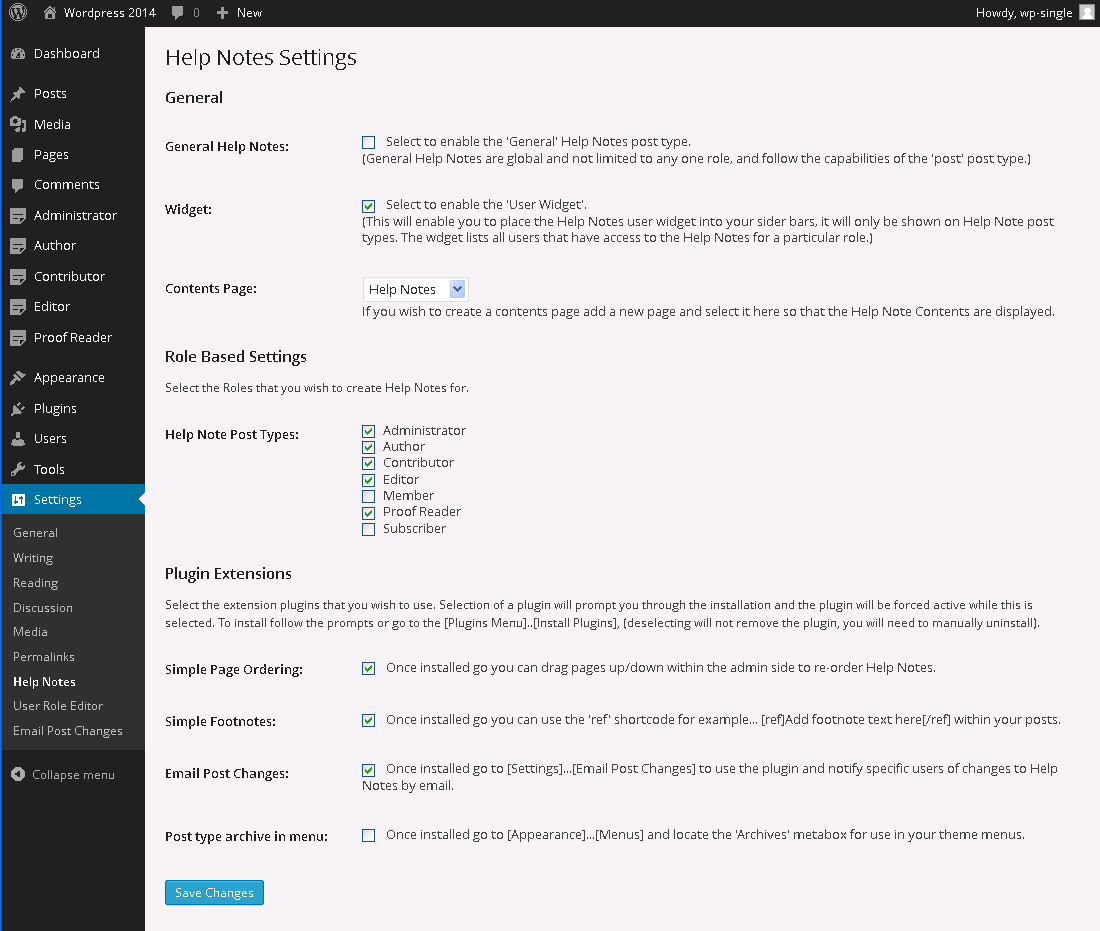 Wordpress 2014 0 New Howdy, wp-single
Dashboard
Posts
Media
Pages
Comments
Administrator
Author
Contributor
Editor
Proof Reader
Appearance
Plugins
Users
Tools
Settings
General
Writing
Reading
Discussion
Media
Permalinks
Help Notes
User Role Editor
Email Post Changes
Collapse menu
Help Notes Settings
General
General Help Notes: Select to enable the 'General' Help Notes post type.
(General Help Notes are global and not limited to any one role, and follow the capabilities of the 'post' post type.)
Widget: Select to enable the 'User Widget'.
(This will enable you to place the Help Notes user widget into your sider bars, it will only be shown on Help Note post
types. The wdget lists all users that have access to the Help Notes for a particular role.)
Contents Page: Help Notes
If you wish to create a contents page add a new page and select it here so that the Help Note Contents are displayed.
Role Based Settings
Select the Roles that you wish to create Help Notes for.
Help Note Post Types: Administrator
Author
Contributor
Editor
Member
Proof Reader
Subscriber
Plugin Extensions
Select the extension plugins that you wish to use. Selection of a plugin will prompt you through the installation and the plugin will be forced active while this is
selected. To install follow the prompts or go to the [Plugins Menu]..[Install Plugins], (deselecting will not remove the plugin, you will need to manually uninstall).
Simple Page Ordering: Once installed go you can drag pages up/down within the admin side to re-order Help Notes.
Simple Footnotes: Once installed go you can use the 'ref' shortcode for example... [ref]Add footnote text here[/ref] within your posts.
Email Post Changes: Once installed go to [Settings]...[Email Post Changes] to use the plugin and notify specific users of changes to Help
Notes by email.
Post type archive in menu: Once installed go to [Appearance]...[Menus] and locate the 'Archives' metabox for use in your theme menus.
Save Changes